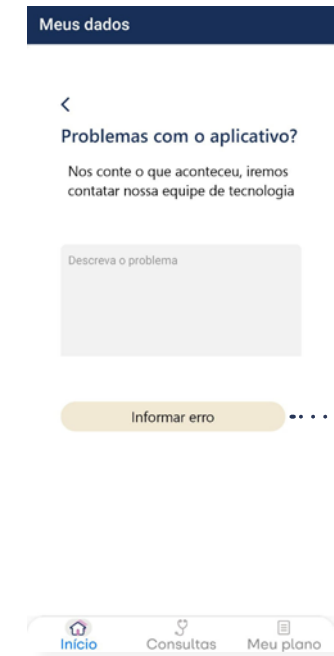 Meus dados
Problemas com o aplicativo?
Nos conte o que aconteceu, iremos
contatar nossa equipe de tecnologia
Descreva o problema
Informar erro
Início
Consultas
Meu plano